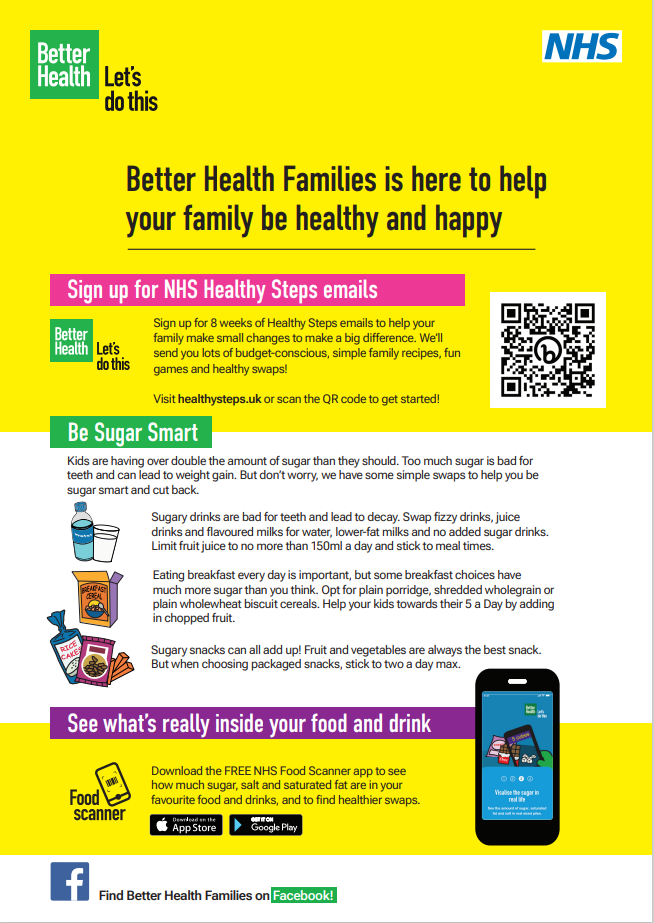 Better
Health
Let's
do this
NHS
Better Health Families is here to help
your family be healthy and happy
Sign up for NHS Healthy Steps emails
Better
Health
Let's
do this
Sign up for 8 weeks of Healthy Steps emails to help your
family make small changes to make a big difference. We'll
send you lots of budget-conscious, simple family recipes, fun
games and healthy swaps!
Visit healthysteps.uk or scan the QR code to get started!
Be Sugar Smart
Kids are having over double the amount of sugar than they should. Too much sugar is bad for
teeth and can lead to weight gain. But don't worry, we have some simple swaps to help you be
sugar smart and cut back.
Sugary drinks are bad for teeth and lead to decay. Swap fizzy drinks, juice
drinks and flavoured milks for water, lower-fat milks and no added sugar drinks.
Limit fruit juice to no more than 150ml a day and stick to meal times.
BREAKFAST
CEREAL
Eating breakfast every day is important, but some breakfast choices have
much more sugar than you think. Opt for plain porridge, shredded wholegrain or
plain wholewheat biscuit cereals. Help your kids towards their 5 a Day by adding
in chopped fruit.
RICE
CAKES
Sugary snacks can all add up! Fruit and vegetables are always the best snack.
But when choosing packaged snacks, stick to two a day max.
See what's really inside your food and drink
Better
Health
Let's
do this
Visualise the sugar in
real life
See the amount of sugar, saturated
Food
scanner
Download the FREE NHS Food Scanner app to see
how much sugar, salt and saturated fat are in your
favourite food and drinks, and to find healthier swaps.
Download on the
App Store
GET IT ON
Google Play
Find Better Health Families on Facebook!